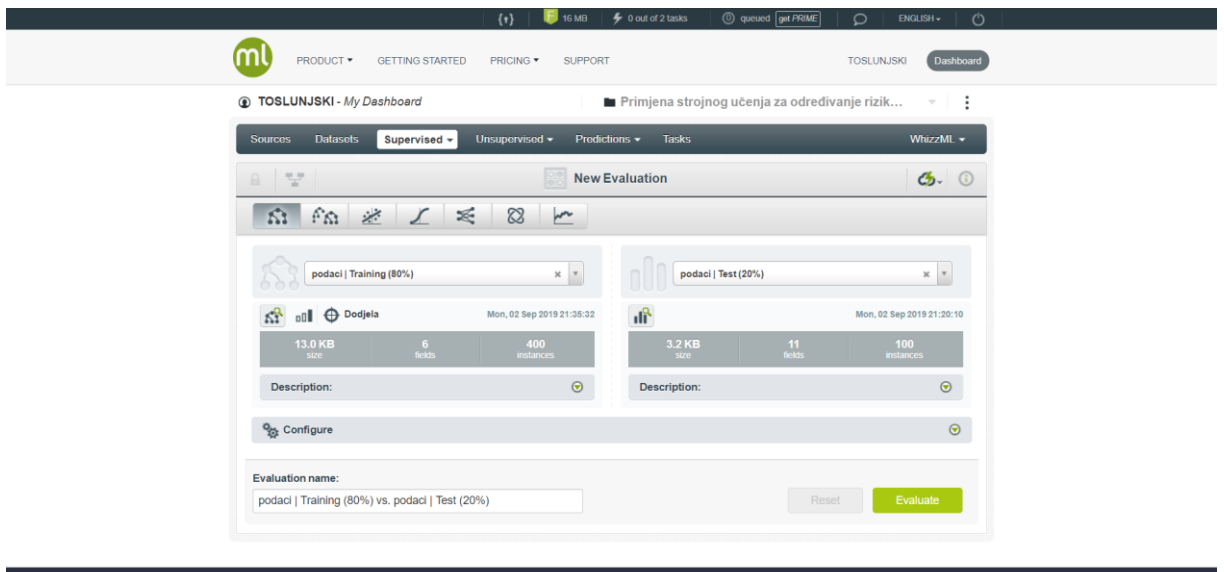 16 MB 0 out of 2 tasks 0 queued get PRIME ENGLISH
ml PRODUCT GETTING STARTED PRICING SUPPORT TOSLUNJSKI Dashboard
TOSLUNJSKI - My Dashboard Primjena strojnog učenja za određivanje rizik...
Sources Datasets Supervised Unsupervised Predictions Tasks WhizzML
New Evaluation
podaci | Training (80%) podaci | Test (20%)
Dodjela Mon, 02 Sep 2019 21:35:32 Mon, 02 Sep 2019 21:20:10
13.0 KB 6 400 3.2 KB 11 100
size fields instances size fields instances
Description: Description:
Configure
Evaluation name:
podaci | Training (80%) vs. podaci | Test (20%) Reset Evaluate